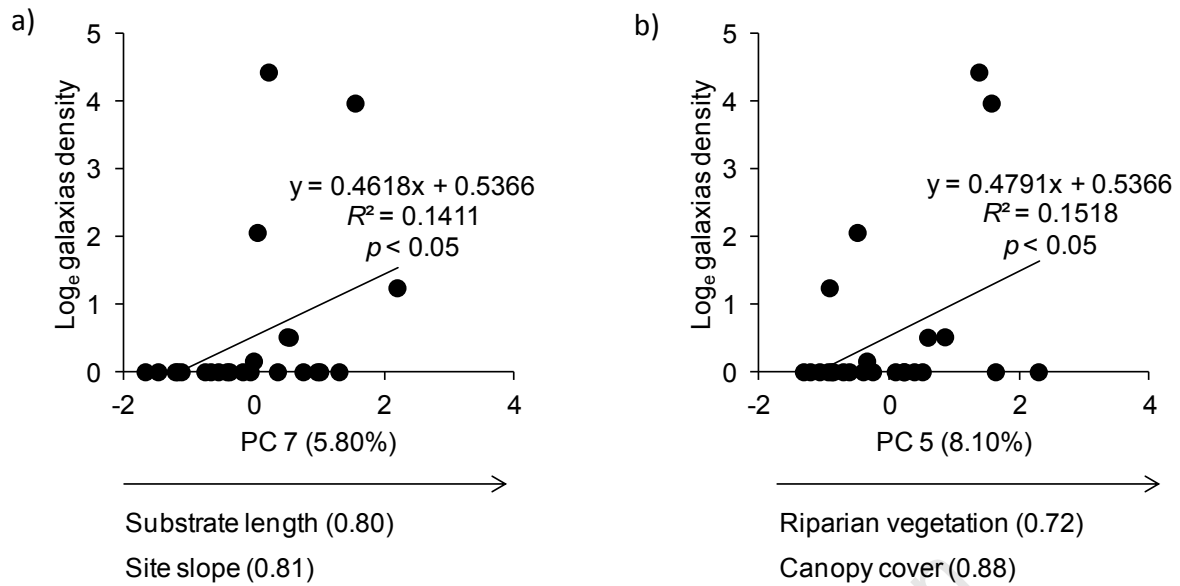 a)
5
4
3
2
1
0
Logₑ galaxias density
y = 0.4618x + 0.5366
R² = 0.1411
p < 0.05
-2
0
2
4
PC 7 (5.80%)
Substrate length (0.80)
Site slope (0.81)
b)
5
4
3
2
1
0
Logₑ galaxias density
y = 0.4791x + 0.5366
R² = 0.1518
p < 0.05
-2
0
2
4
PC 5 (8.10%)
Riparian vegetation (0.72)
Canopy cover (0.88)